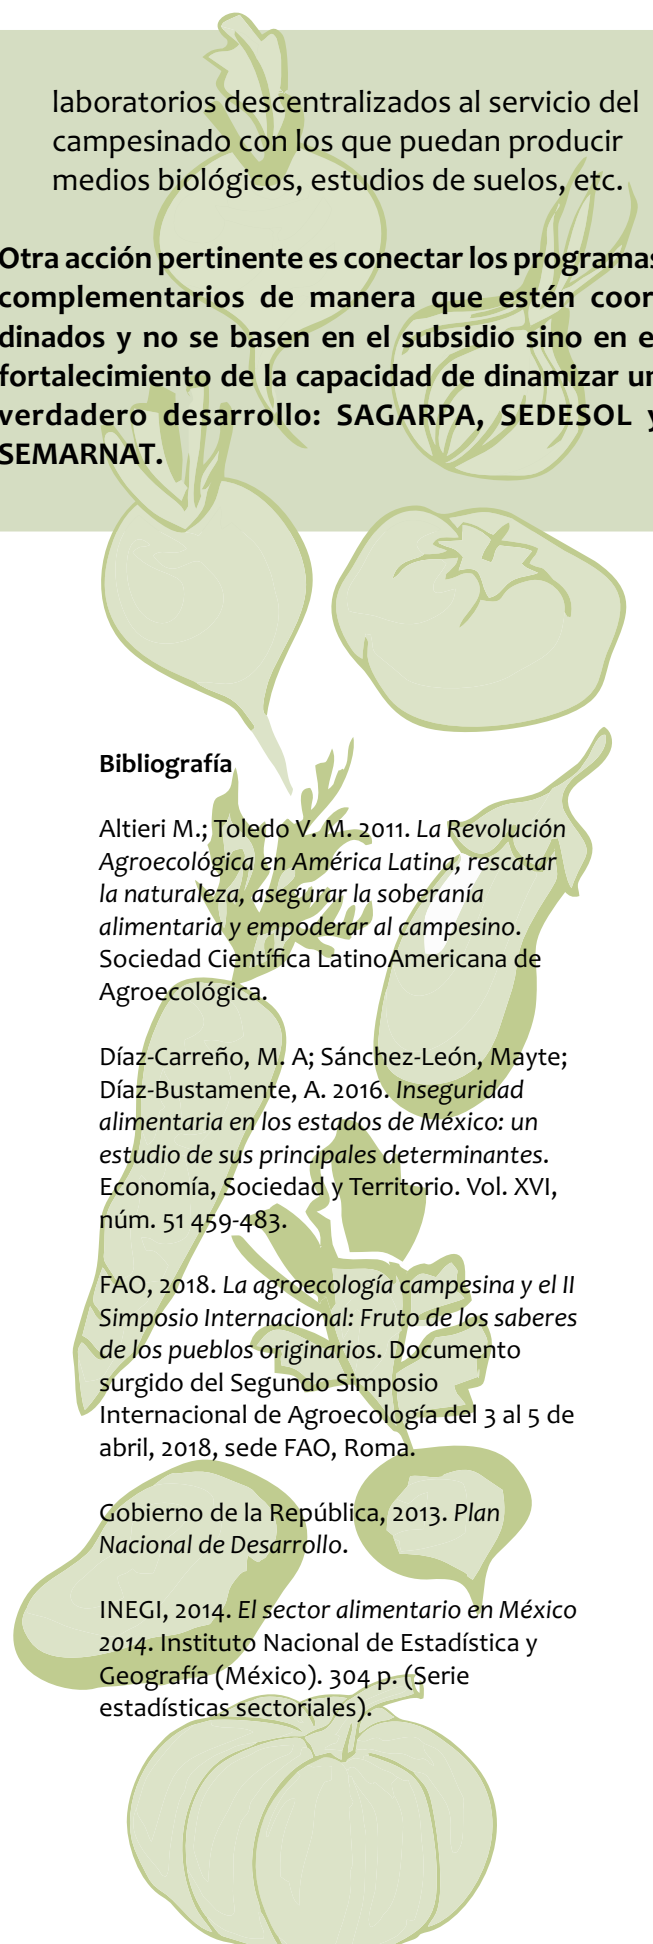 laboratorios descentralizados al servicio del
campesinado con los que puedan producir
medios biológicos, estudios de suelos, etc.
Otra acción pertinente es conectar los programas
complementarios de manera que estén coor
dinados y no se basen en el subsidio sino en e
fortalecimiento de la capacidad de dinamizar un
verdadero desarrollo: SAGARPA, SEDESOL y
SEMARNAT.
Bibliografía
Altieri M.; Toledo V. M. 2011. La Revolución
Agroecológica en América Latina, rescatar
la naturaleza, asegurar la soberanía
alimentaria y empoderar al campesino.
Sociedad Científica LatinoAmericana de
Agroecológica.
Díaz-Carreño, M. A; Sánchez-León, Mayte;
Díaz-Bustamente, A. 2016. Inseguridad
alimentaria en los estados de México: un
estudio de sus principales determinantes.
Economía, Sociedad y Territorio. Vol. XVI,
núm. 51 459-483.
FAO, 2018. La agroecología campesina y el II
Simposio Internacional: Fruto de los saberes
de los pueblos originarios. Documento
surgido del Segundo Simposio
Internacional de Agroecología del 3 al 5 de
abril, 2018, sede FAO, Roma.
Gobierno de la República, 2013. Plan
Nacional de Desarrollo.
INEGI, 2014. El sector alimentario en México
2014. Instituto Nacional de Estadística y
Geografía (México). 304 p. (Serie
estadísticas sectoriales).